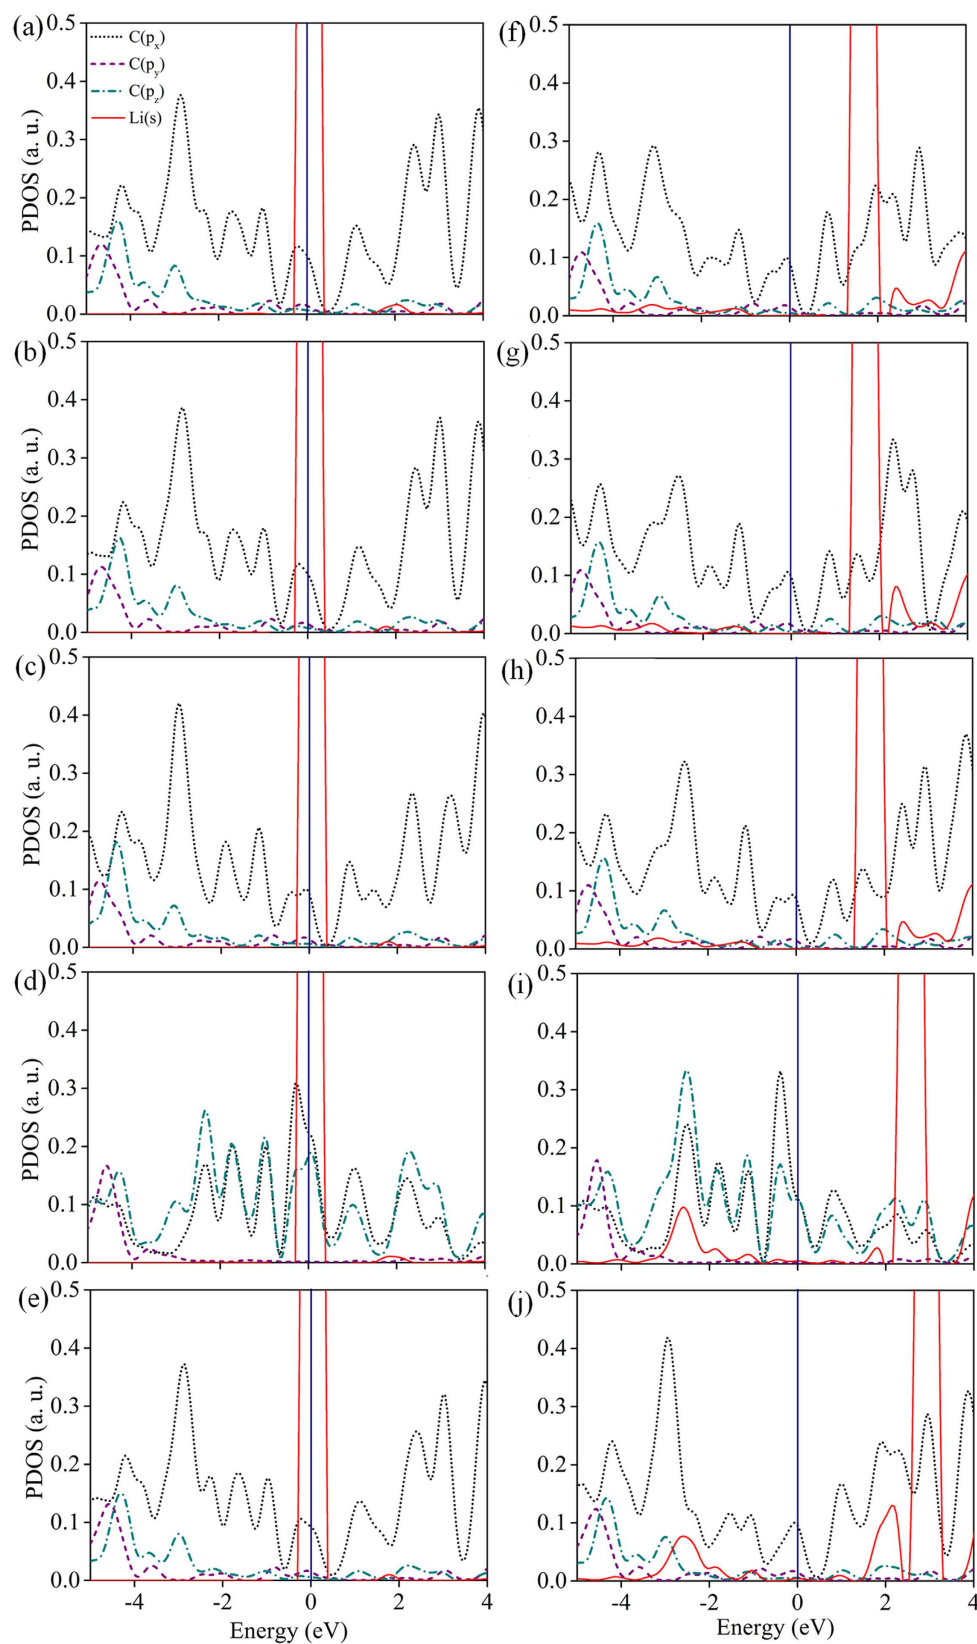 (a)
C(pₓ)
C(pᵧ)
C(p_z)
Li(s)
PDOS (a. u.)
0.5
0.4
0.3
0.2
0.1
0.0
(f)
0.5
0.4
0.3
0.2
0.1
0.0
(b)
PDOS (a. u.)
0.5
0.4
0.3
0.2
0.1
0.0
(g)
0.5
0.4
0.3
0.2
0.1
0.0
(c)
PDOS (a. u.)
0.5
0.4
0.3
0.2
0.1
0.0
(h)
0.5
0.4
0.3
0.2
0.1
0.0
(d)
PDOS (a. u.)
0.5
0.4
0.3
0.2
0.1
0.0
(i)
0.5
0.4
0.3
0.2
0.1
0.0
(e)
PDOS (a. u.)
0.5
0.4
0.3
0.2
0.1
0.0
-4 -2 0 2 4
Energy (eV)
(j)
0.5
0.4
0.3
0.2
0.1
0.0
-4 -2 0 2 4
Energy (eV)